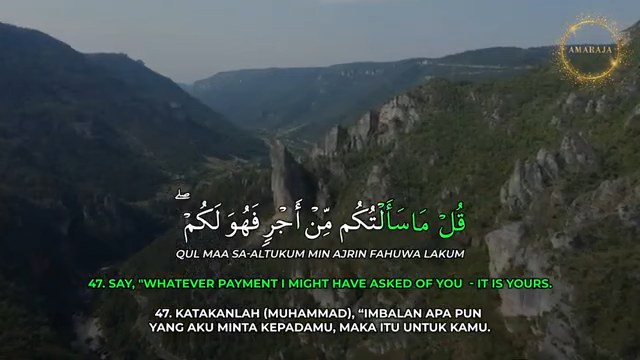 AMARAJA
قُلْ مَا سَأَلْتُكُم مِّنْ أَجْرٍ فَهُوَ لَكُمْ ۖ
QUL MAA SA-ALTUKUM MIN AJRIN FAHUWA LAKUM
47. SAY, "WHATEVER PAYMENT I MIGHT HAVE ASKED OF YOU - IT IS YOURS.
47. KATAKANLAH (MUHAMMAD), “IMBALAN APA PUN
YANG AKU MINTA KEPADAMU, MAKA ITU UNTUK KAMU.